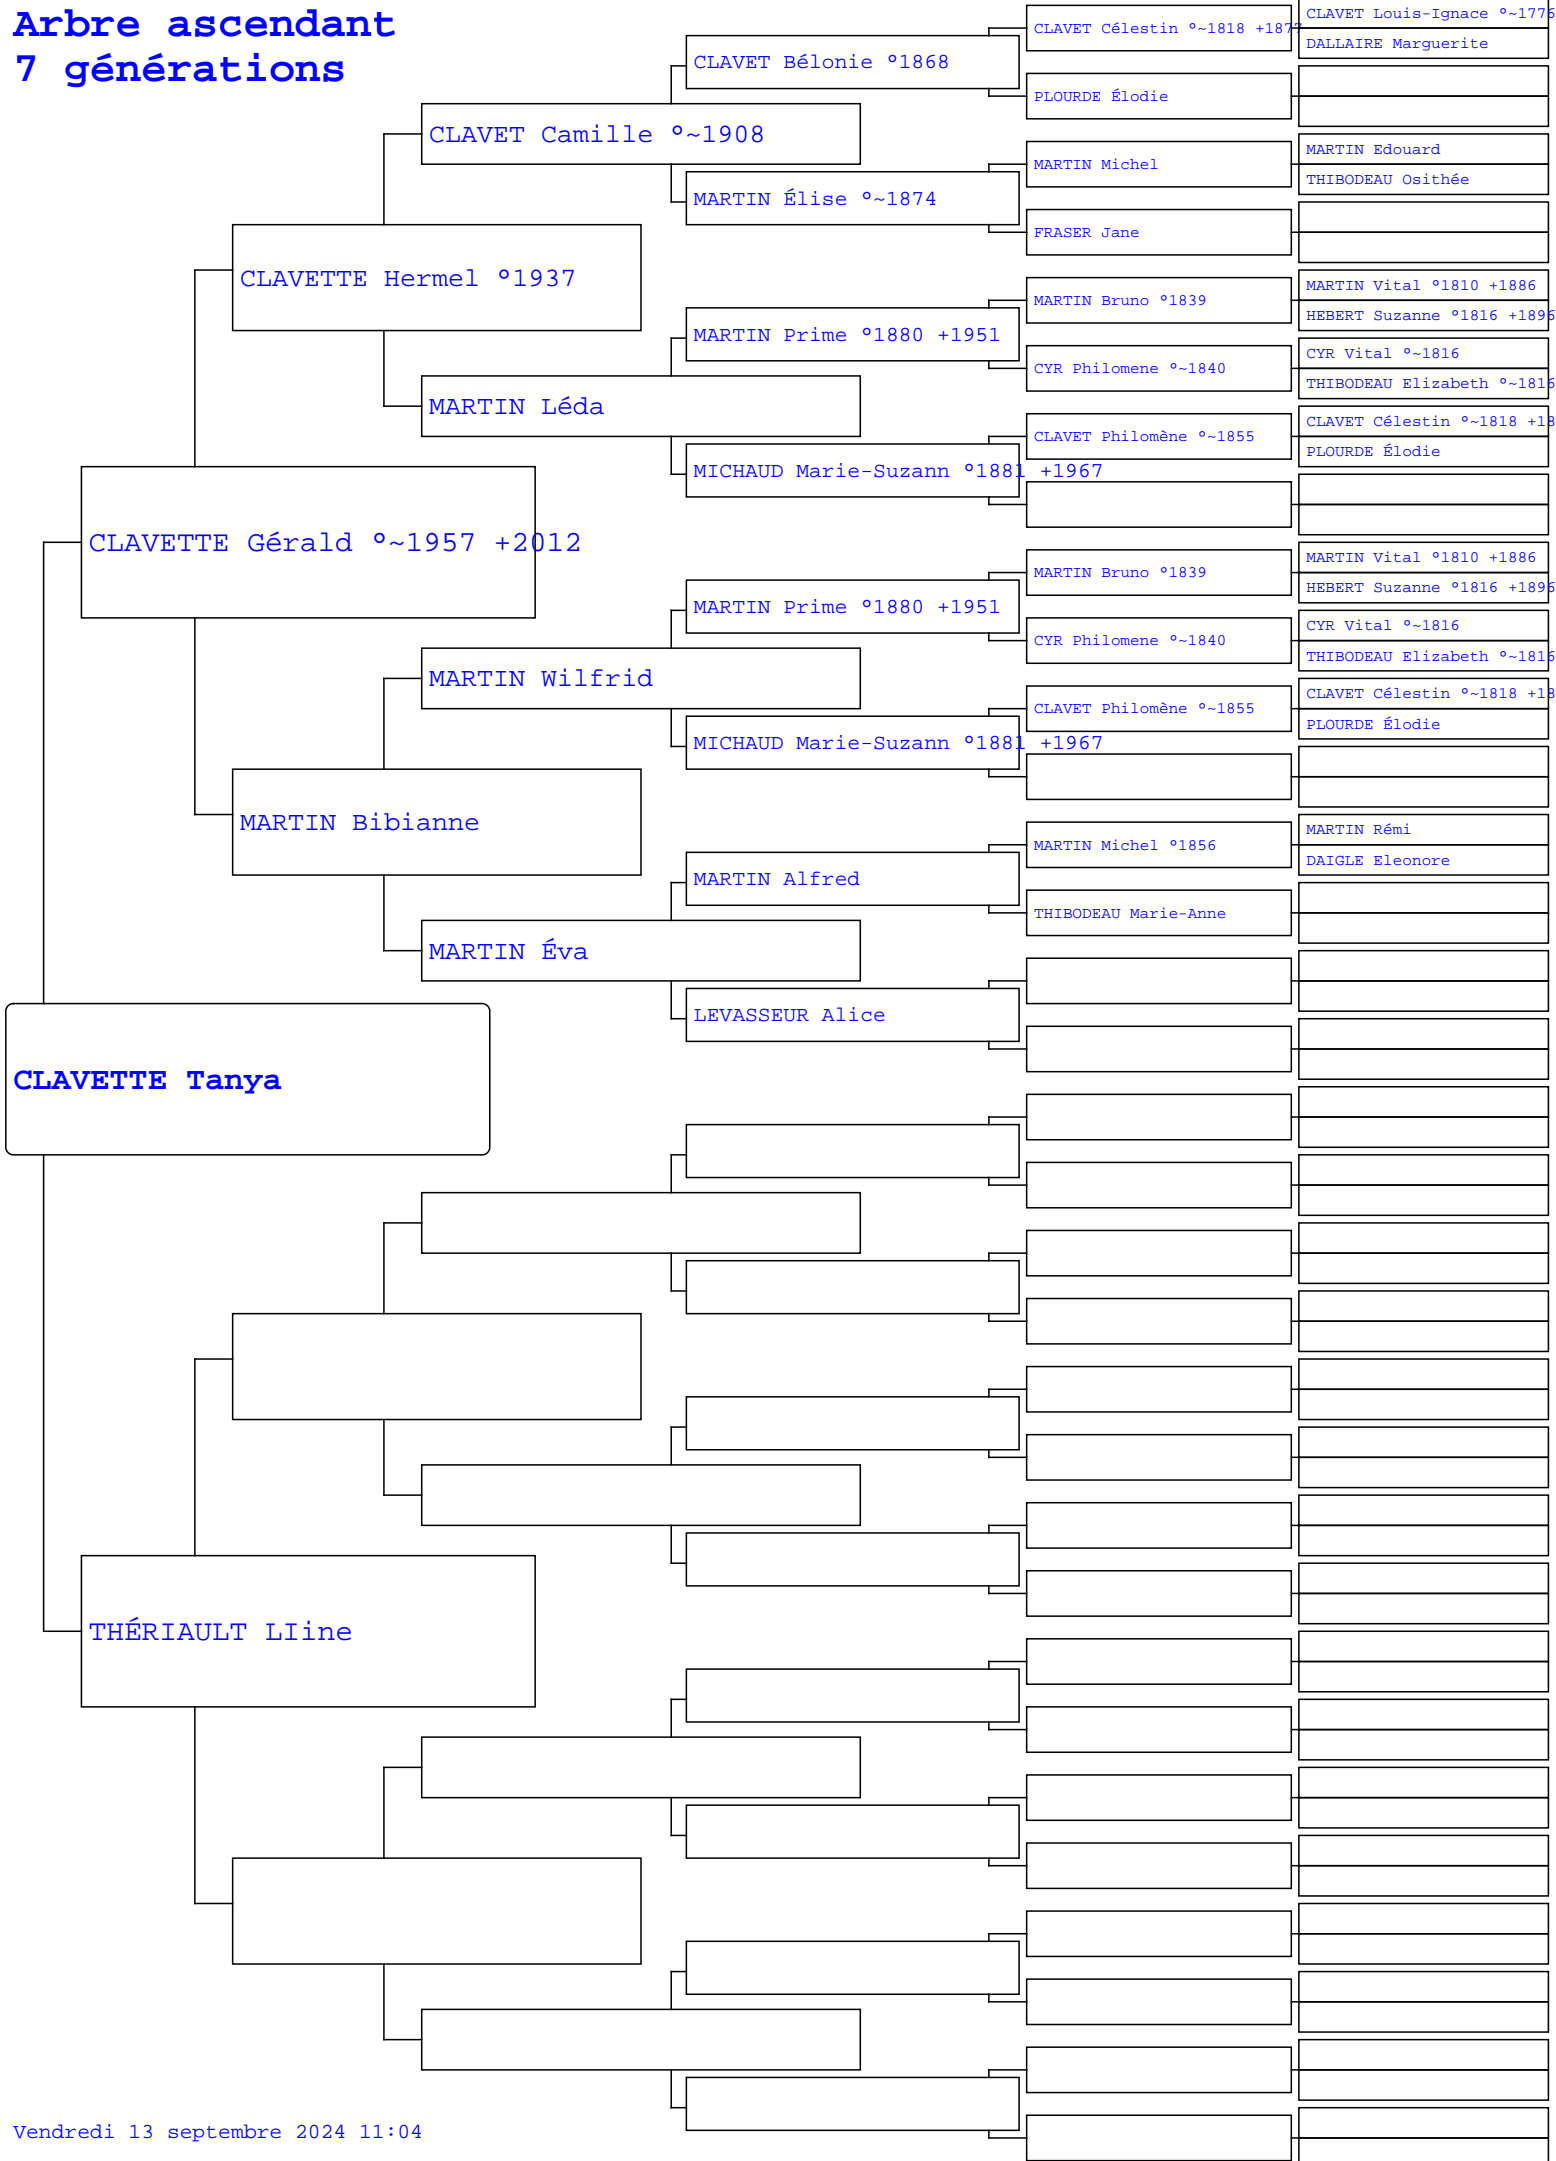 Arbre ascendant
7 générations
CLAVETTE Tanya
CLAVETTE Gérald °~1957 +2012
THÉRIAULT LIine
CLAVETTE Hermel °1937
MARTIN Bibianne
CLAVET Camille °~1908
MARTIN Léda
MARTIN Wilfrid
MARTIN Éva
CLAVET Bélonie °1868
MARTIN Élise °~1874
MARTIN Prime °1880 +1951
MICHAUD Marie-Suzann °1881 +1967
MARTIN Prime °1880 +1951
MICHAUD Marie-Suzann °1881 +1967
MARTIN Alfred
LEVASSEUR Alice
CLAVET Célestin °~1818 +1877
PLOURDE Élodie
MARTIN Michel
FRASER Jane
MARTIN Bruno °1839
CYR Philomene °~1840
CLAVET Philomène °~1855
MARTIN Bruno °1839
CYR Philomene °~1840
CLAVET Philomène °~1855
MARTIN Michel °1856
THIBODEAU Marie-Anne
CLAVET Louis-Ignace °~1776
DALLAIRE Marguerite
MARTIN Edouard
THIBODEAU Osithée
MARTIN Vital °1810 +1886
HEBERT Suzanne °1816 +1896
CYR Vital °~1816
THIBODEAU Elizabeth °~1816
CLAVET Célestin °~1818 +18
PLOURDE Élodie
MARTIN Vital °1810 +1886
HEBERT Suzanne °1816 +1896
CYR Vital °~1816
THIBODEAU Elizabeth °~1816
CLAVET Célestin °~1818 +18
PLOURDE Élodie
MARTIN Rémi
DAIGLE Eleonore
Vendredi 13 septembre 2024 11:04